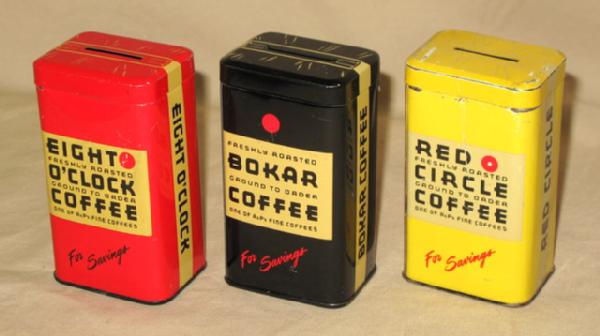 EIGHT
FRESHLY ROASTED
O'CLOCK
GROUND TO ORDER
COFFEE
ONE OF A&P'S FINE COFFEES
For Savings
EIGHT O'CLOCK
FRESHLY ROASTED
BOKAR
GROUND TO ORDER
COFFEE
ONE OF A&P'S FINE COFFEES
For Savings
BOKAR COFFEE
RED
FRESHLY ROASTED
CIRCLE
GROUND TO ORDER
COFFEE
ONE OF A&P'S FINE COFFEES
For Savings
RED CIRCLE